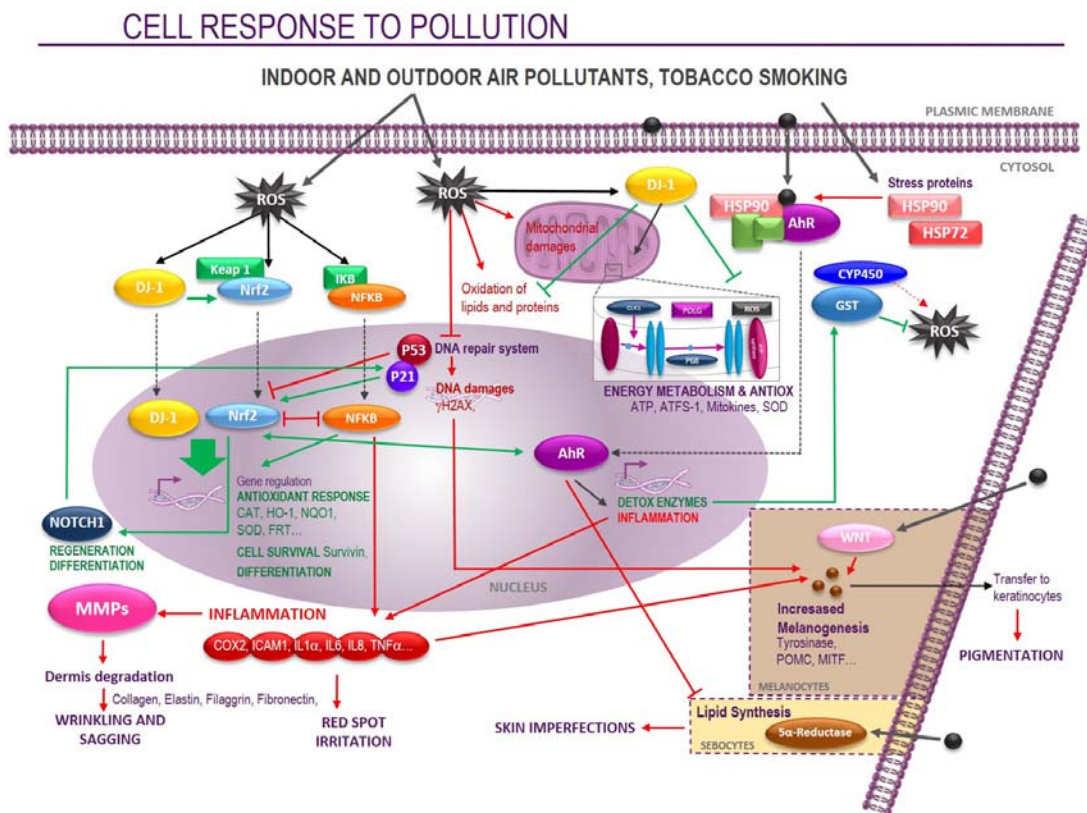 CELL RESPONSE TO POLLUTION
INDOOR AND OUTDOOR AIR POLLUTANTS, TOBACCO SMOKING
PLASMIC MEMBRANE
CYTOSOL
ROS
ROS
DJ-1
Stress proteins
HSP90
AhR
HSP90
HSP72
Mitochondrial
damages
Keap 1
Nrf2
DJ-1
IKB
NFKB
Oxidation of
lipids and proteins
CYP450
GST
ROS
POLG
ROS
ENERGY METABOLISM & ANTIOX
ATP, ATFS-1, Mitokines, SOD
P53
DNA repair system
P21
DNA damages
γH2AX,
DJ-1
Nrf2
NFKB
AhR
Gene regulation
ANTIOXIDANT RESPONSE
CAT, HO-1, NQO1,
SOD, FRT...
CELL SURVIVAL Survivin,
DIFFERENTIATION
DETOX ENZYMES
INFLAMMATION
NOTCH1
REGENERATION
DIFFERENTIATION
NUCLEUS
WNT
Transfer to
keratinocytes
Incresased
Melanogenesis
Tyrosinase,
POMC, MITF...
MELANOCYTES
PIGMENTATION
MMPs
INFLAMMATION
COX2, ICAM1, IL1α, IL6, IL8, TNFα...
Dermis degradation
Collagen, Elastin, Filaggrin, Fibronectin,
WRINKLING AND
SAGGING
RED SPOT
IRRITATION
SKIN IMPERFECTIONS
Lipid Synthesis
5α-Reductase
SEBOCYTES